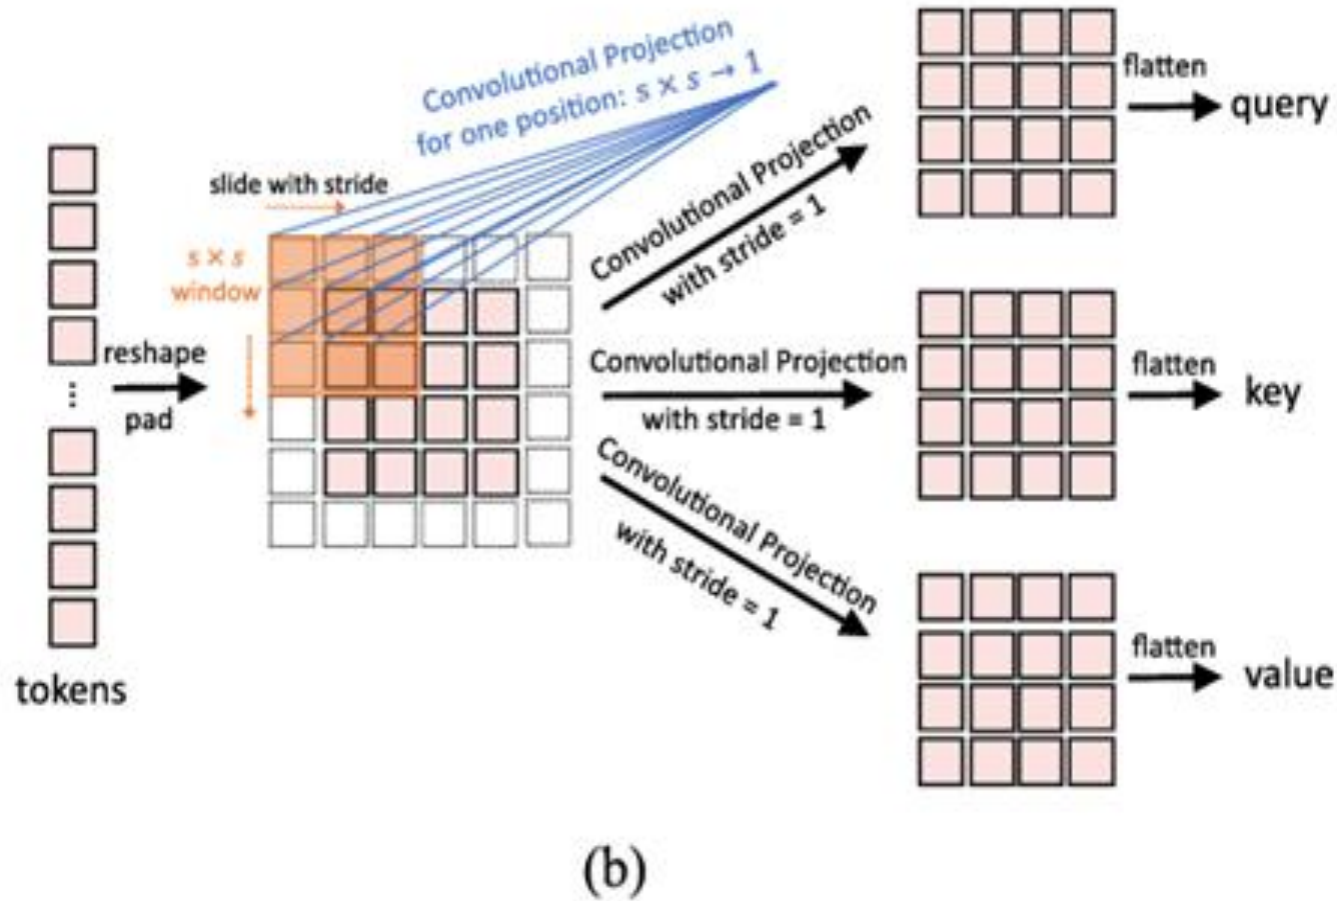 Convolutional Projection
for one position: s × s → 1
slide with stride
s × s
window
reshape
pad
⋮
tokens
Convolutional Projection
with stride = 1
flatten
query
Convolutional Projection
with stride = 1
flatten
key
Convolutional Projection
with stride = 1
flatten
value
(b)